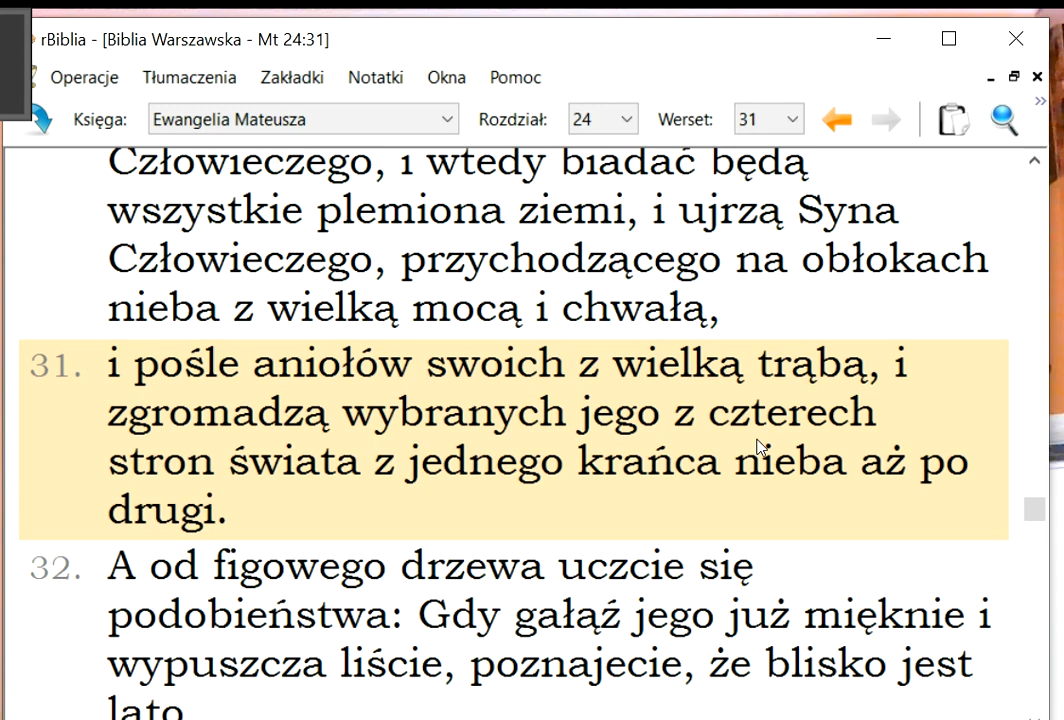 rBiblia - [Biblia Warszawska - Mt 24:31]
Operacje Tłumaczenia Zakładki Notatki Okna Pomoc
Księga: Ewangelia Mateusza Rozdział: 24 Werset: 31
Człowieczego, i wtedy biadać będą
wszystkie plemiona ziemi, i ujrzą Syna
Człowieczego, przychodzącego na obłokach
nieba z wielką mocą i chwałą,
31. i pośle aniołów swoich z wielką trąbą, i
zgromadzą wybranych jego z czterech
stron świata z jednego krańca nieba aż po
drugi.
32. A od figowego drzewa uczcie się
podobieństwa: Gdy gałąź jego już mięknie i
wypuszcza liście, poznajecie, że blisko jest
lato